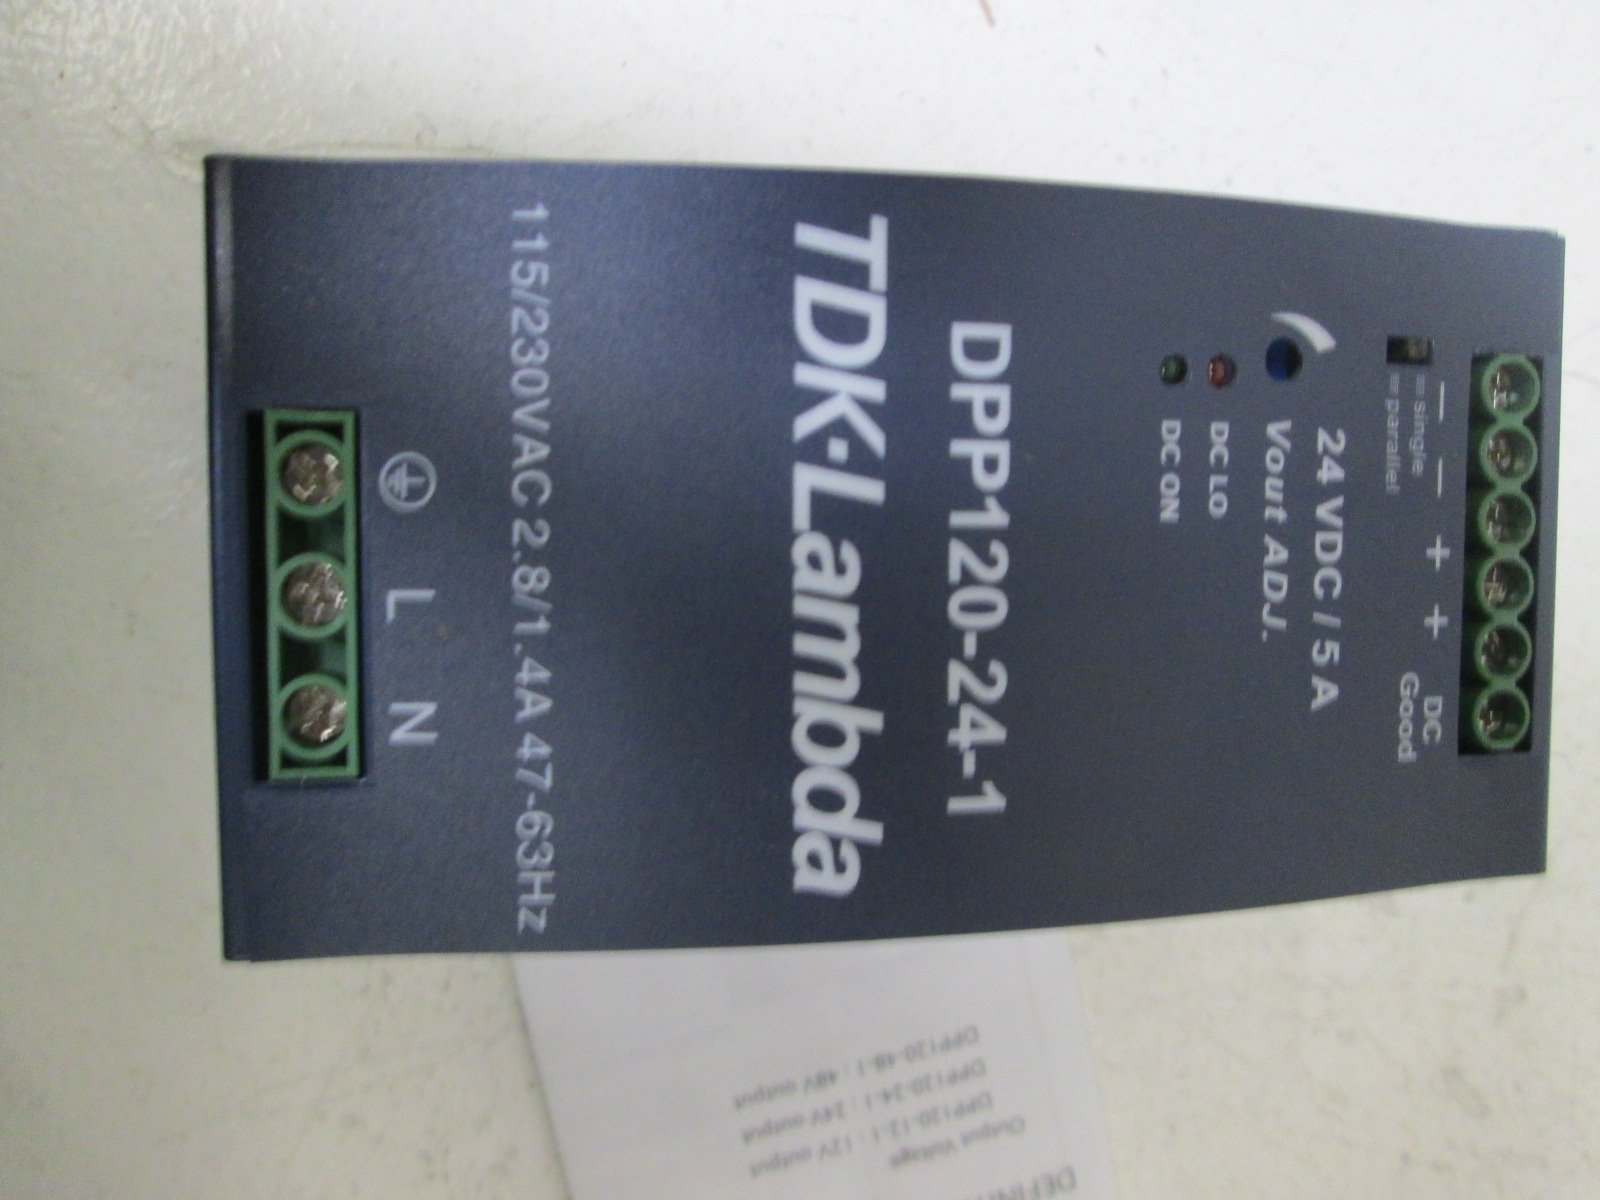 — — + + DC
Good
single
parallel
24 VDC / 5 A
Vout ADJ.
DC LO
DC ON
DPP120-24-1
TDK·Lambda
115/230VAC 2.8/1.4A 47-63Hz
L N
Output Voltage
DPP120-12-1 : 12V output
DPP120-24-1 : 24V output
DPP120-48-1 : 48V output